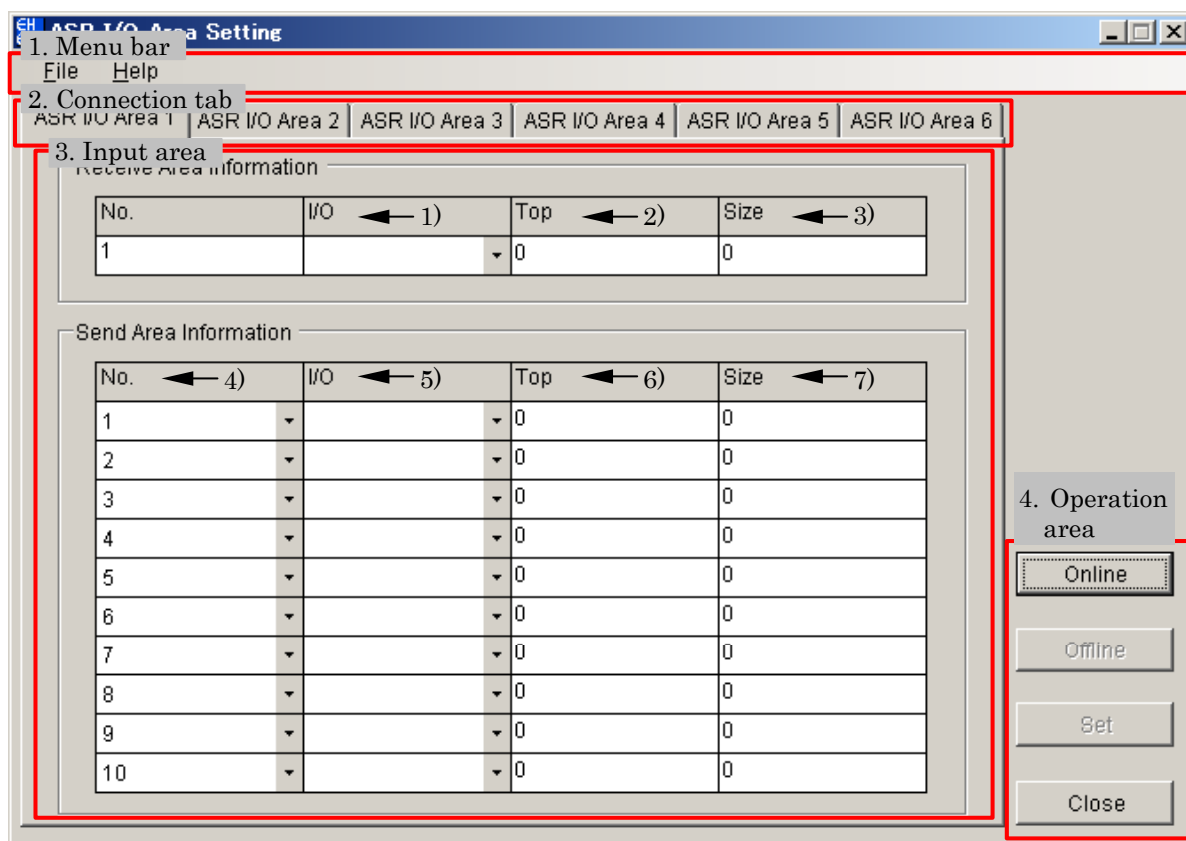 ASR I/O Area Setting
1. Menu bar
File Help
2. Connection tab
ASR I/O Area 1 ASR I/O Area 2 ASR I/O Area 3 ASR I/O Area 4 ASR I/O Area 5 ASR I/O Area 6
3. Input area
Receive Area Information
No. I/O 1) Top 2) Size 3)
1 0 0
Send Area Information
No. 4) I/O 5) Top 6) Size 7)
1 0 0
2 0 0
3 0 0
4 0 0
5 0 0
6 0 0
7 0 0
8 0 0
9 0 0
10 0 0
4. Operation
area
Online
Offline
Set
Close